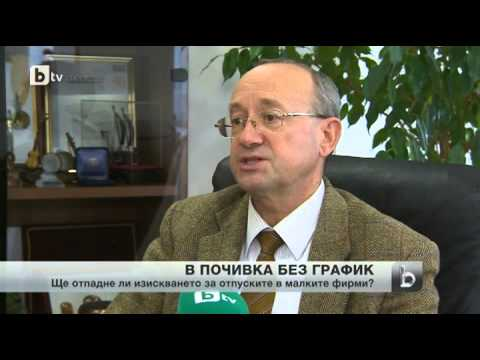 btv
В ПОЧИВКА БЕЗ ГРАФИК
Ще отпадне ли изискването за отпуските в малките фирми?
b
btv